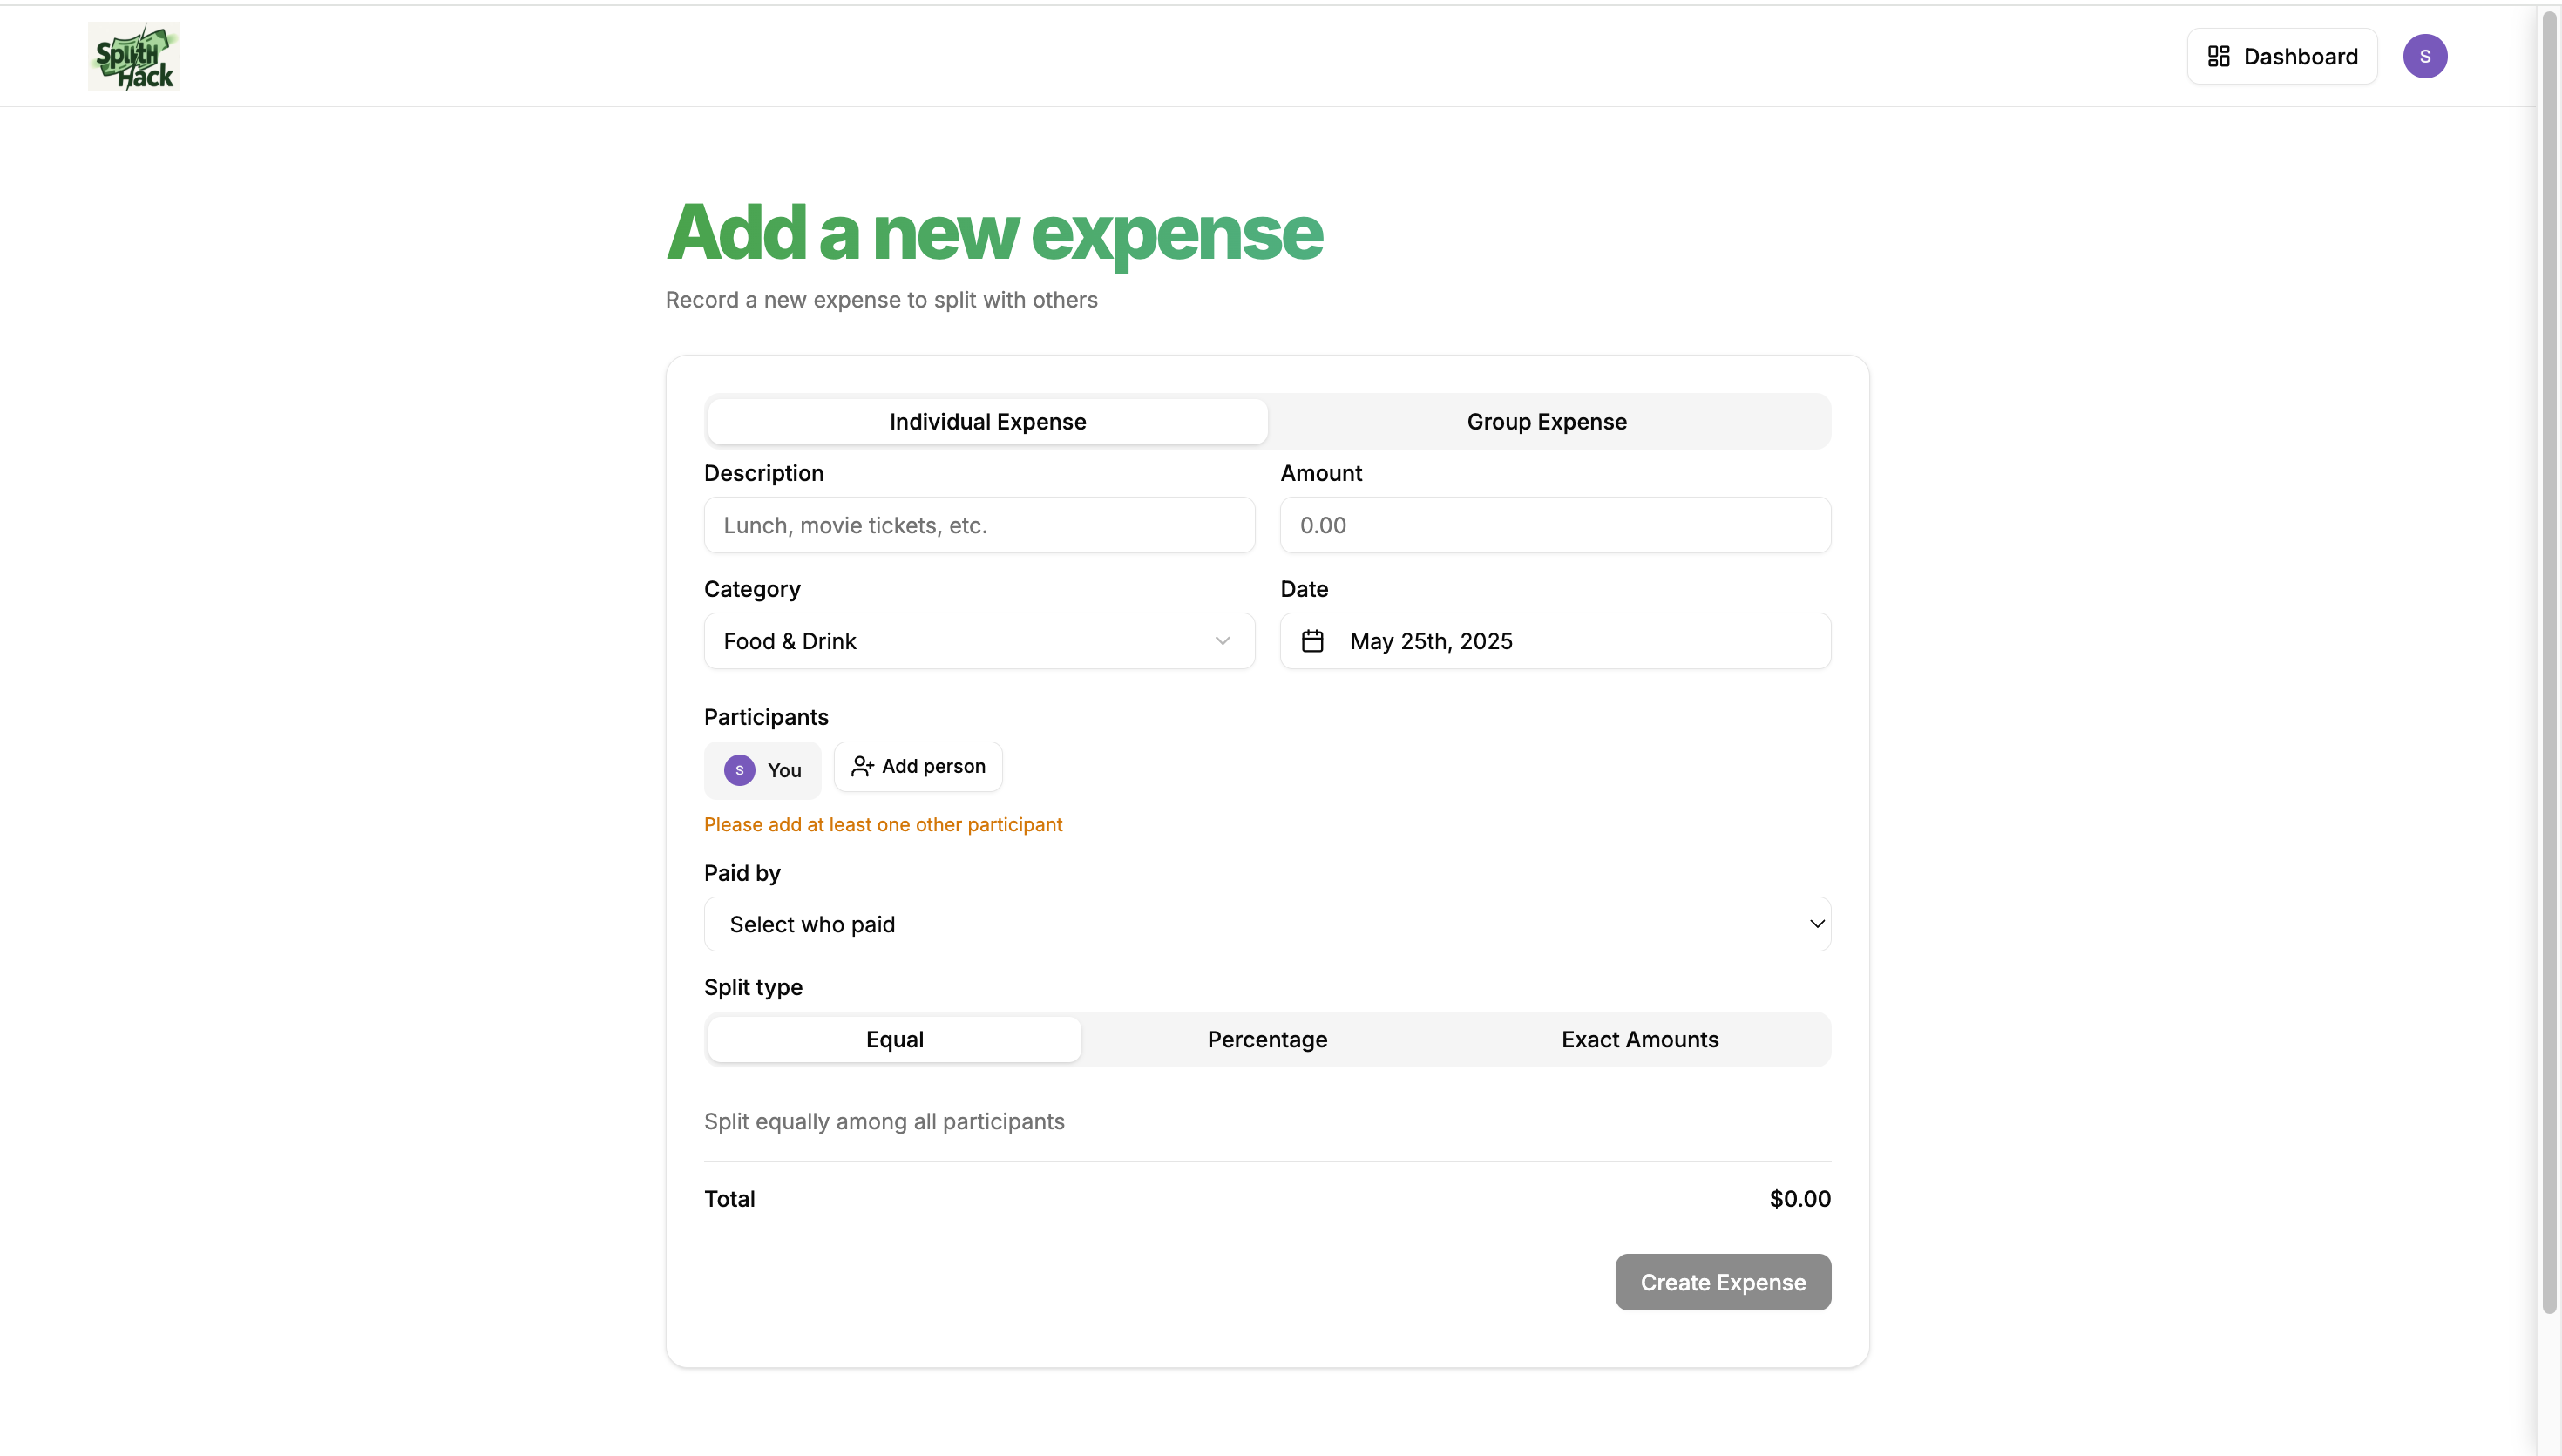 SplitH
Hack
Dashboard
S
Add a new expense
Record a new expense to split with others
Individual Expense
Group Expense
Description
Amount
Lunch, movie tickets, etc.
0.00
Category
Date
Food & Drink
May 25th, 2025
Participants
S You
Add person
Please add at least one other participant
Paid by
Select who paid
Split type
Equal
Percentage
Exact Amounts
Split equally among all participants
Total
$0.00
Create Expense